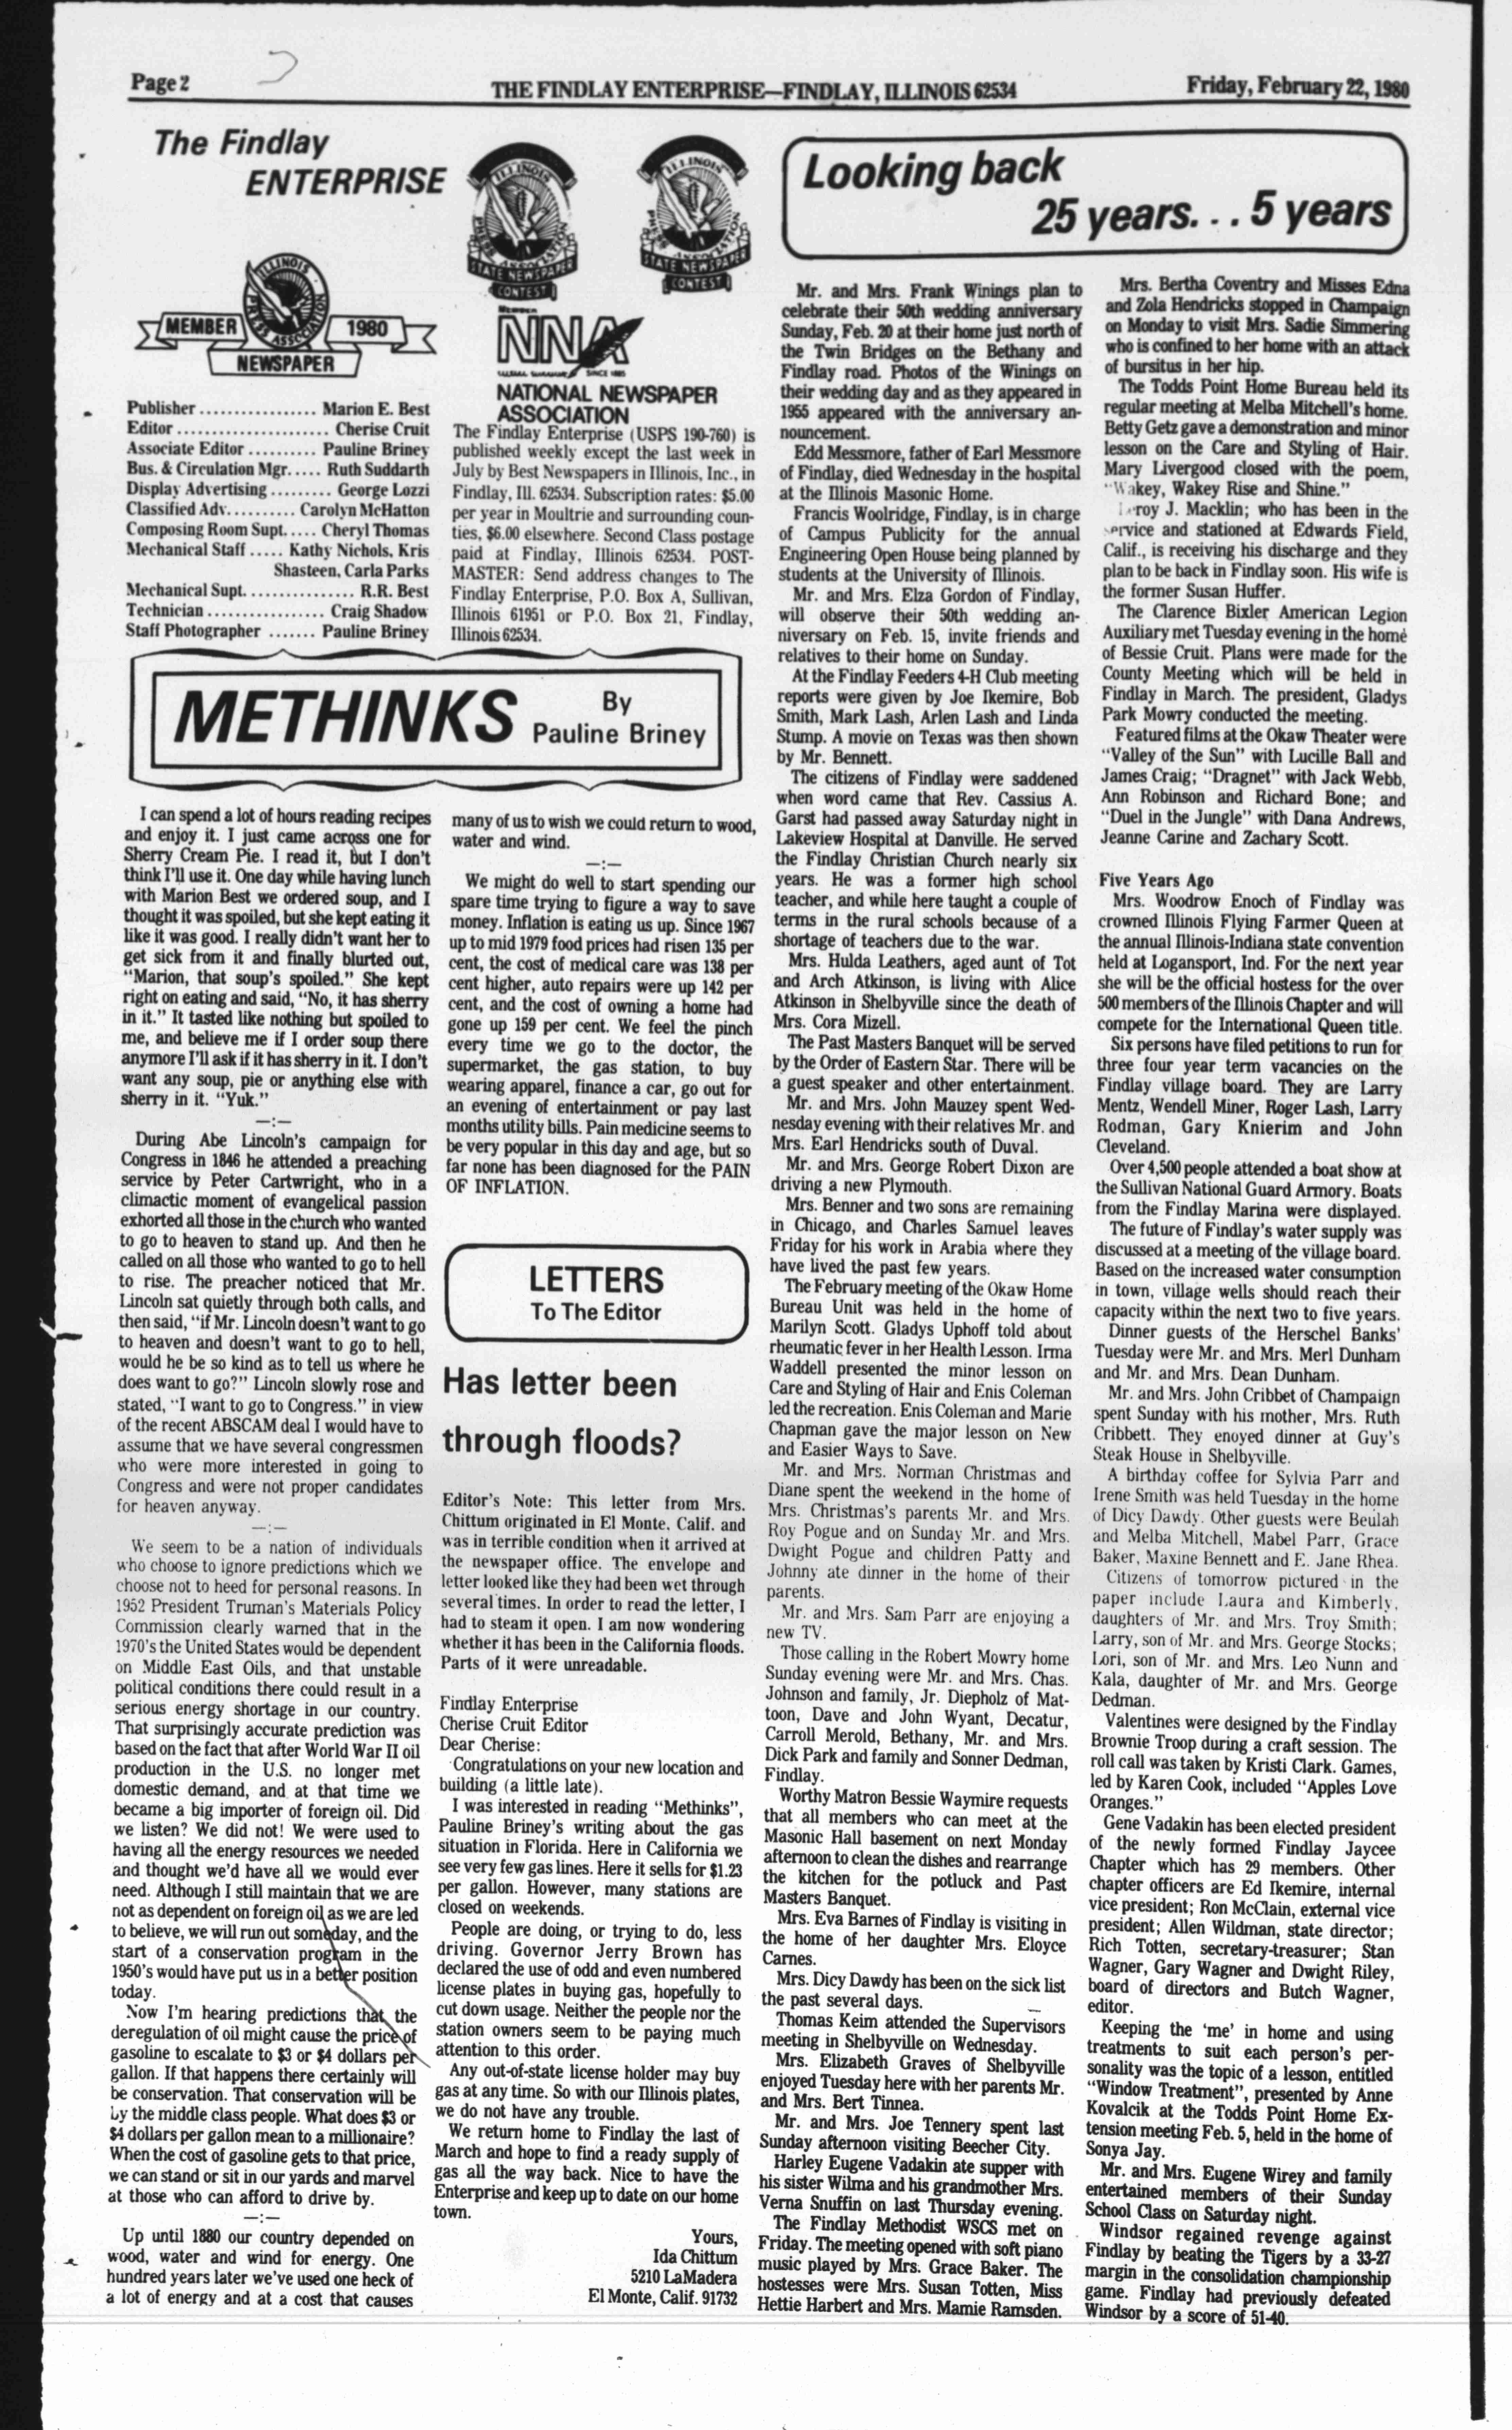 Page 2
THE FINDLAY ENTERPRISE—FINDLAY, ILLINOIS 62534
Friday, February 22, 1980
The Findlay
ENTERPRISE
ILLINOIS
PRESS ASSOCIATION
STATE NEWSPAPER
CONTEST
ILLINOIS
PRESS ASSOCIATION
STATE NEWSPAPER
CONTEST
ILLINOIS
PRESS ASSOCIATION
MEMBER
1980
NEWSPAPER
MEMBER
NNA
SINCE 1885
NATIONAL NEWSPAPER
ASSOCIATION
Publisher ................ Marion E. Best
Editor ...................... Cherise Cruit
Associate Editor .......... Pauline Briney
Bus. & Circulation Mgr..... Ruth Suddarth
Display Advertising ......... George Lozzi
Classified Adv.......... Carolyn McHatton
Composing Room Supt..... Cheryl Thomas
Mechanical Staff ..... Kathy Nichols, Kris
Shasteen, Carla Parks
Mechanical Supt................ R.R. Best
Technician ................. Craig Shadow
Staff Photographer ....... Pauline Briney
The Findlay Enterprise (USPS 190-760) is
published weekly except the last week in
July by Best Newspapers in Illinois, Inc., in
Findlay, Ill. 62534. Subscription rates: $5.00
per year in Moultrie and surrounding coun-
ties, $6.00 elsewhere. Second Class postage
paid at Findlay, Illinois 62534. POST-
MASTER: Send address changes to The
Findlay Enterprise, P.O. Box A, Sullivan,
Illinois 61951 or P.O. Box 21, Findlay,
Illinois 62534.
METHINKS
By
Pauline Briney
I can spend a lot of hours reading recipes
and enjoy it. I just came across one for
Sherry Cream Pie. I read it, but I don't
think I'll use it. One day while having lunch
with Marion Best we ordered soup, and I
thought it was spoiled, but she kept eating it
like it was good. I really didn't want her to
get sick from it and finally blurted out,
"Marion, that soup's spoiled." She kept
right on eating and said, "No, it has sherry
in it." It tasted like nothing but spoiled to
me, and believe me if I order soup there
anymore I'll ask if it has sherry in it. I don't
want any soup, pie or anything else with
sherry in it. "Yuk."
—:—
During Abe Lincoln's campaign for
Congress in 1846 he attended a preaching
service by Peter Cartwright, who in a
climactic moment of evangelical passion
exhorted all those in the church who wanted
to go to heaven to stand up. And then he
called on all those who wanted to go to hell
to rise. The preacher noticed that Mr.
Lincoln sat quietly through both calls, and
then said, "if Mr. Lincoln doesn't want to go
to heaven and doesn't want to go to hell,
would he be so kind as to tell us where he
does want to go?" Lincoln slowly rose and
stated, "I want to go to Congress." in view
of the recent ABSCAM deal I would have to
assume that we have several congressmen
who were more interested in going to
Congress and were not proper candidates
for heaven anyway.
—:—
We seem to be a nation of individuals
who choose to ignore predictions which we
choose not to heed for personal reasons. In
1952 President Truman's Materials Policy
Commission clearly warned that in the
1970's the United States would be dependent
on Middle East Oils, and that unstable
political conditions there could result in a
serious energy shortage in our country.
That surprisingly accurate prediction was
based on the fact that after World War II oil
production in the U.S. no longer met
domestic demand, and at that time we
became a big importer of foreign oil. Did
we listen? We did not! We were used to
having all the energy resources we needed
and thought we'd have all we would ever
need. Although I still maintain that we are
not as dependent on foreign oil as we are led
to believe, we will run out someday, and the
start of a conservation program in the
1950's would have put us in a better position
today.
Now I'm hearing predictions that the
deregulation of oil might cause the price of
gasoline to escalate to $3 or $4 dollars per
gallon. If that happens there certainly will
be conservation. That conservation will be
by the middle class people. What does $3 or
$4 dollars per gallon mean to a millionaire?
When the cost of gasoline gets to that price,
we can stand or sit in our yards and marvel
at those who can afford to drive by.
—:—
Up until 1880 our country depended on
wood, water and wind for energy. One
hundred years later we've used one heck of
a lot of energy and at a cost that causes
many of us to wish we could return to wood,
water and wind.
—:—
We might do well to start spending our
spare time trying to figure a way to save
money. Inflation is eating us up. Since 1967
up to mid 1979 food prices had risen 135 per
cent, the cost of medical care was 138 per
cent higher, auto repairs were up 142 per
cent, and the cost of owning a home had
gone up 159 per cent. We feel the pinch
every time we go to the doctor, the
supermarket, the gas station, to buy
wearing apparel, finance a car, go out for
an evening of entertainment or pay last
months utility bills. Pain medicine seems to
be very popular in this day and age, but so
far none has been diagnosed for the PAIN
OF INFLATION.
LETTERS
To The Editor
Has letter been
through floods?
Editor's Note: This letter from Mrs.
Chittum originated in El Monte, Calif. and
was in terrible condition when it arrived at
the newspaper office. The envelope and
letter looked like they had been wet through
several times. In order to read the letter, I
had to steam it open. I am now wondering
whether it has been in the California floods.
Parts of it were unreadable.
Findlay Enterprise
Cherise Cruit Editor
Dear Cherise:
Congratulations on your new location and
building (a little late).
I was interested in reading "Methinks",
Pauline Briney's writing about the gas
situation in Florida. Here in California we
see very few gas lines. Here it sells for $1.23
per gallon. However, many stations are
closed on weekends.
People are doing, or trying to do, less
driving. Governor Jerry Brown has
declared the use of odd and even numbered
license plates in buying gas, hopefully to
cut down usage. Neither the people nor the
station owners seem to be paying much
attention to this order.
Any out-of-state license holder may buy
gas at any time. So with our Illinois plates,
we do not have any trouble.
We return home to Findlay the last of
March and hope to find a ready supply of
gas all the way back. Nice to have the
Enterprise and keep up to date on our home
town.
Yours,
Ida Chittum
5210 LaMadera
El Monte, Calif. 91732
Looking back
25 years. . . 5 years
Mr. and Mrs. Frank Winings plan to
celebrate their 50th wedding anniversary
Sunday, Feb. 20 at their home just north of
the Twin Bridges on the Bethany and
Findlay road. Photos of the Winings on
their wedding day and as they appeared in
1955 appeared with the anniversary an-
nouncement.
Edd Messmore, father of Earl Messmore
of Findlay, died Wednesday in the hospital
at the Illinois Masonic Home.
Francis Woolridge, Findlay, is in charge
of Campus Publicity for the annual
Engineering Open House being planned by
students at the University of Illinois.
Mr. and Mrs. Elza Gordon of Findlay,
will observe their 50th wedding an-
niversary on Feb. 15, invite friends and
relatives to their home on Sunday.
At the Findlay Feeders 4-H Club meeting
reports were given by Joe Ikemire, Bob
Smith, Mark Lash, Arlen Lash and Linda
Stump. A movie on Texas was then shown
by Mr. Bennett.
The citizens of Findlay were saddened
when word came that Rev. Cassius A.
Garst had passed away Saturday night in
Lakeview Hospital at Danville. He served
the Findlay Christian Church nearly six
years. He was a former high school
teacher, and while here taught a couple of
terms in the rural schools because of a
shortage of teachers due to the war.
Mrs. Hulda Leathers, aged aunt of Tot
and Arch Atkinson, is living with Alice
Atkinson in Shelbyville since the death of
Mrs. Cora Mizell.
The Past Masters Banquet will be served
by the Order of Eastern Star. There will be
a guest speaker and other entertainment.
Mr. and Mrs. John Mauzey spent Wed-
nesday evening with their relatives Mr. and
Mrs. Earl Hendricks south of Duval.
Mr. and Mrs. George Robert Dixon are
driving a new Plymouth.
Mrs. Benner and two sons are remaining
in Chicago, and Charles Samuel leaves
Friday for his work in Arabia where they
have lived the past few years.
The February meeting of the Okaw Home
Bureau Unit was held in the home of
Marilyn Scott. Gladys Uphoff told about
rheumatic fever in her Health Lesson. Irma
Waddell presented the minor lesson on
Care and Styling of Hair and Enis Coleman
led the recreation. Enis Coleman and Marie
Chapman gave the major lesson on New
and Easier Ways to Save.
Mr. and Mrs. Norman Christmas and
Diane spent the weekend in the home of
Mrs. Christmas's parents Mr. and Mrs.
Roy Pogue and on Sunday Mr. and Mrs.
Dwight Pogue and children Patty and
Johnny ate dinner in the home of their
parents.
Mr. and Mrs. Sam Parr are enjoying a
new TV.
Those calling in the Robert Mowry home
Sunday evening were Mr. and Mrs. Chas.
Johnson and family, Jr. Diepholz of Mat-
toon, Dave and John Wyant, Decatur,
Carroll Merold, Bethany, Mr. and Mrs.
Dick Park and family and Sonner Dedman,
Findlay.
Worthy Matron Bessie Waymire requests
that all members who can meet at the
Masonic Hall basement on next Monday
afternoon to clean the dishes and rearrange
the kitchen for the potluck and Past
Masters Banquet.
Mrs. Eva Barnes of Findlay is visiting in
the home of her daughter Mrs. Eloyce
Carnes.
Mrs. Dicy Dawdy has been on the sick list
the past several days.
Thomas Keim attended the Supervisors
meeting in Shelbyville on Wednesday.
Mrs. Elizabeth Graves of Shelbyville
enjoyed Tuesday here with her parents Mr.
and Mrs. Bert Tinnea.
Mr. and Mrs. Joe Tennery spent last
Sunday afternoon visiting Beecher City.
Harley Eugene Vadakin ate supper with
his sister Wilma and his grandmother Mrs.
Verna Snuffin on last Thursday evening.
The Findlay Methodist WSCS met on
Friday. The meeting opened with soft piano
music played by Mrs. Grace Baker. The
hostesses were Mrs. Susan Totten, Miss
Hettie Harbert and Mrs. Mamie Ramsden.
Mrs. Bertha Coventry and Misses Edna
and Zola Hendricks stopped in Champaign
on Monday to visit Mrs. Sadie Simmering
who is confined to her home with an attack
of bursitus in her hip.
The Todds Point Home Bureau held its
regular meeting at Melba Mitchell's home.
Betty Getz gave a demonstration and minor
lesson on the Care and Styling of Hair.
Mary Livergood closed with the poem,
"Wakey, Wakey Rise and Shine."
Leroy J. Macklin; who has been in the
service and stationed at Edwards Field,
Calif., is receiving his discharge and they
plan to be back in Findlay soon. His wife is
the former Susan Huffer.
The Clarence Bixler American Legion
Auxiliary met Tuesday evening in the home
of Bessie Cruit. Plans were made for the
County Meeting which will be held in
Findlay in March. The president, Gladys
Park Mowry conducted the meeting.
Featured films at the Okaw Theater were
"Valley of the Sun" with Lucille Ball and
James Craig; "Dragnet" with Jack Webb,
Ann Robinson and Richard Bone; and
"Duel in the Jungle" with Dana Andrews,
Jeanne Carine and Zachary Scott.
Five Years Ago
Mrs. Woodrow Enoch of Findlay was
crowned Illinois Flying Farmer Queen at
the annual Illinois-Indiana state convention
held at Logansport, Ind. For the next year
she will be the official hostess for the over
500 members of the Illinois Chapter and will
compete for the International Queen title.
Six persons have filed petitions to run for
three four year term vacancies on the
Findlay village board. They are Larry
Mentz, Wendell Miner, Roger Lash, Larry
Rodman, Gary Knierim and John
Cleveland.
Over 4,500 people attended a boat show at
the Sullivan National Guard Armory. Boats
from the Findlay Marina were displayed.
The future of Findlay's water supply was
discussed at a meeting of the village board.
Based on the increased water consumption
in town, village wells should reach their
capacity within the next two to five years.
Dinner guests of the Herschel Banks'
Tuesday were Mr. and Mrs. Merl Dunham
and Mr. and Mrs. Dean Dunham.
Mr. and Mrs. John Cribbet of Champaign
spent Sunday with his mother, Mrs. Ruth
Cribbett. They enoyed dinner at Guy's
Steak House in Shelbyville.
A birthday coffee for Sylvia Parr and
Irene Smith was held Tuesday in the home
of Dicy Dawdy. Other guests were Beulah
and Melba Mitchell, Mabel Parr, Grace
Baker, Maxine Bennett and E. Jane Rhea.
Citizens of tomorrow pictured in the
paper include Laura and Kimberly,
daughters of Mr. and Mrs. Troy Smith;
Larry, son of Mr. and Mrs. George Stocks;
Lori, son of Mr. and Mrs. Leo Nunn and
Kala, daughter of Mr. and Mrs. George
Dedman.
Valentines were designed by the Findlay
Brownie Troop during a craft session. The
roll call was taken by Kristi Clark. Games,
led by Karen Cook, included "Apples Love
Oranges."
Gene Vadakin has been elected president
of the newly formed Findlay Jaycee
Chapter which has 29 members. Other
chapter officers are Ed Ikemire, internal
vice president; Ron McClain, external vice
president; Allen Wildman, state director;
Rich Totten, secretary-treasurer; Stan
Wagner, Gary Wagner and Dwight Riley,
board of directors and Butch Wagner,
editor.
Keeping the 'me' in home and using
treatments to suit each person's per-
sonality was the topic of a lesson, entitled
"Window Treatment", presented by Anne
Kovalcik at the Todds Point Home Ex-
tension meeting Feb. 5, held in the home of
Sonya Jay.
Mr. and Mrs. Eugene Wirey and family
entertained members of their Sunday
School Class on Saturday night.
Windsor regained revenge against
Findlay by beating the Tigers by a 33-27
margin in the consolidation championship
game. Findlay had previously defeated
Windsor by a score of 51-40.